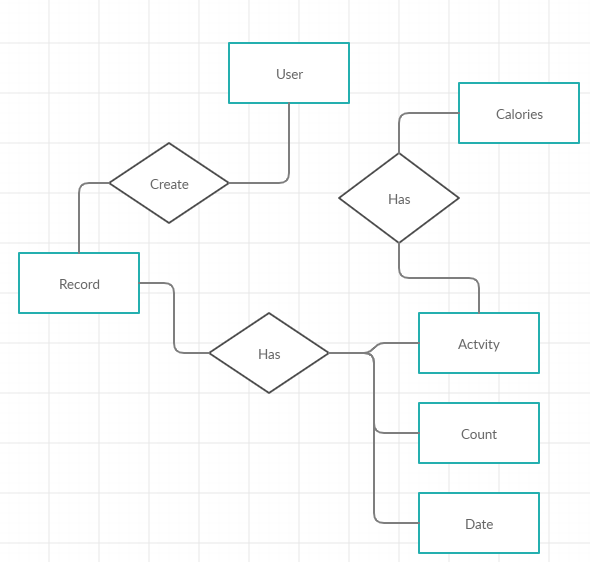 User
Calories
Create
Has
Record
Has
Actvity
Count
Date